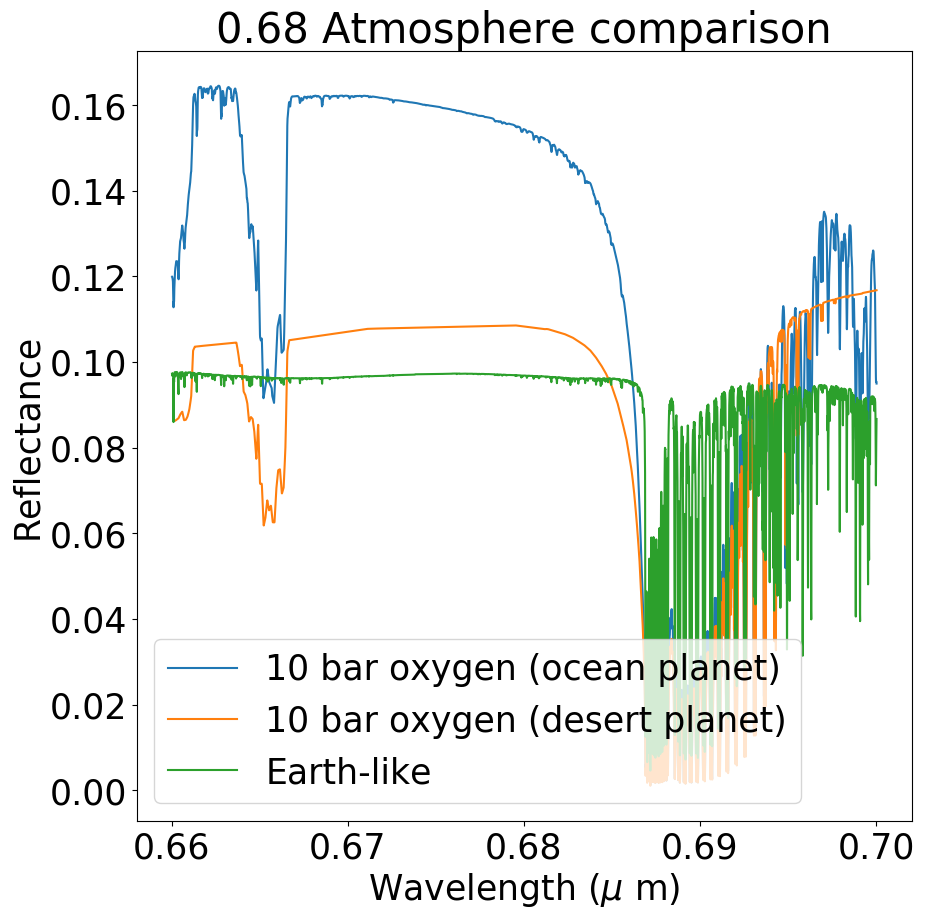 0.68 Atmosphere comparison
Reflectance
0.16
0.14
0.12
0.10
0.08
0.06
0.04
0.02
0.00
10 bar oxygen (ocean planet)
10 bar oxygen (desert planet)
Earth-like
0.66 0.67 0.68 0.69 0.70
Wavelength (μ m)